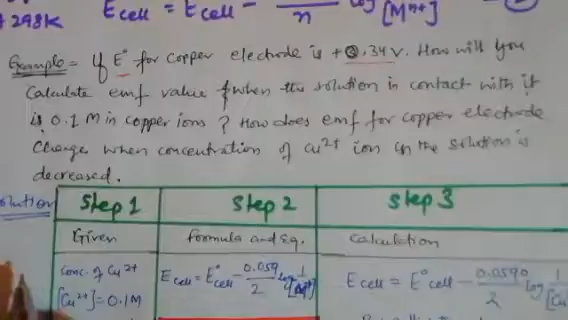 + 298K
Ecell = E°cell - n log [Mn+]
Example = If E° for copper electrode is +0.34 V. How will you
Calculate emf value when the solution in contact with it
is 0.1 M in copper ions ? How does emf for copper electrode
change when concentration of Cu2+ ion in the solution is
decreased.
Solution Step 1 Step 2 Step 3
Given formula and Eq. Calculation
Conc. of Cu2+
[Cu2+]=0.1M
Ecell = E°cell - 0.059/2 log 1/
Ecell = E°cell - 0.0590/2 log 1/[Cu